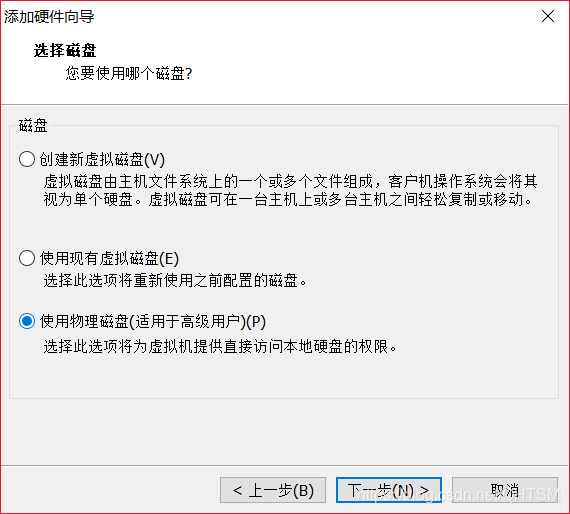 添加硬件向导
选择磁盘
您要使用哪个磁盘?
磁盘
创建新虚拟磁盘(V)
虚拟磁盘由主机文件系统上的一个或多个文件组成，客户机操作系统会将其
视为单个硬盘。虚拟磁盘可在一台主机上或多台主机之间轻松复制或移动。
使用现有虚拟磁盘(E)
选择此选项将重新使用之前配置的磁盘。
使用物理磁盘(适用于高级用户)(P)
选择此选项将为虚拟机提供直接访问本地硬盘的权限。
< 上一步(B) 下一步(N) > 取消